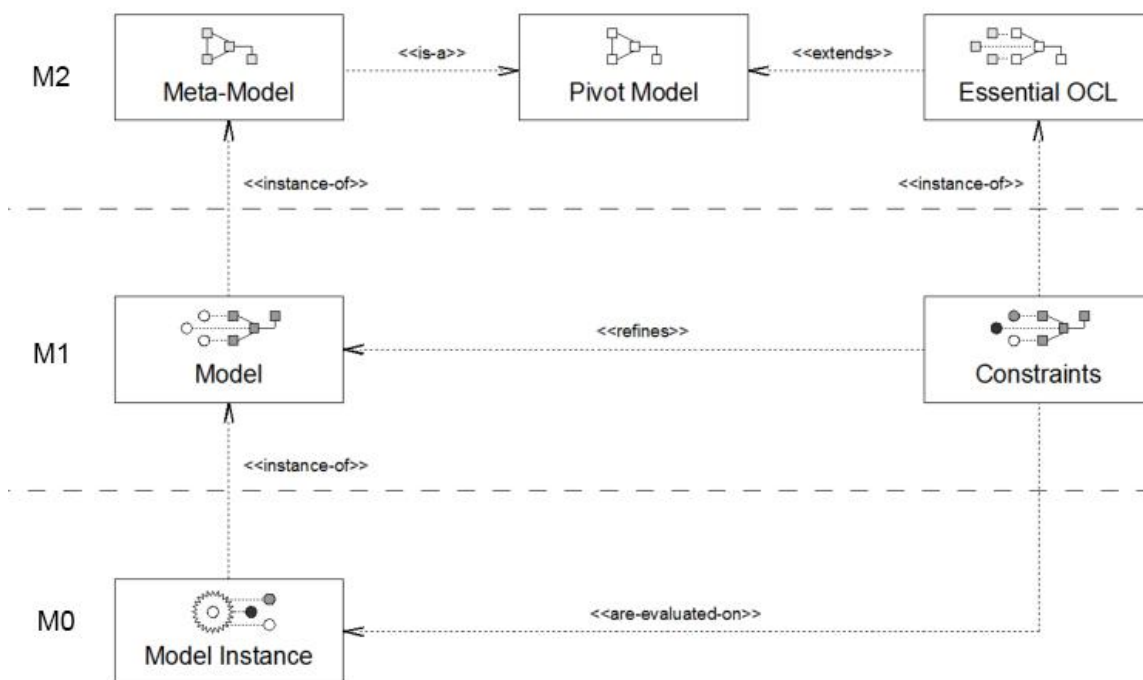 <<is-a>>
<<extends>>
M2
Meta-Model
Pivot Model
Essential OCL
<<instance-of>>
<<instance-of>>
M1
<<refines>>
Model
Constraints
<<instance-of>>
M0
<<are-evaluated-on>>
Model Instance